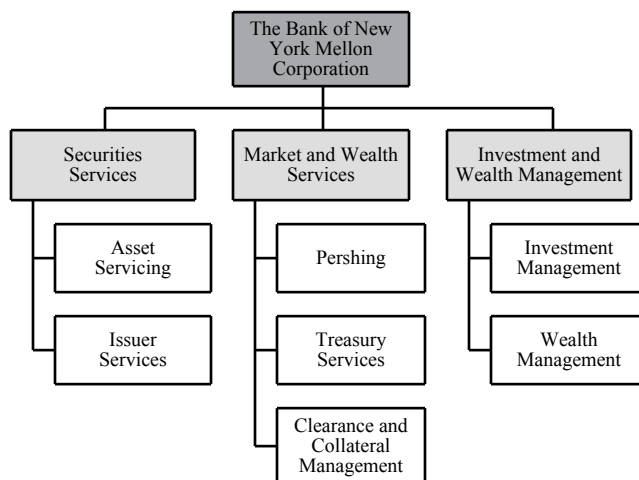 The Bank of New
York Mellon
Corporation
Securities
Services
Market and Wealth
Services
Investment and
Wealth Management
Asset
Servicing
Pershing
Investment
Management
Issuer
Services
Treasury
Services
Wealth
Management
Clearance and
Collateral
Management